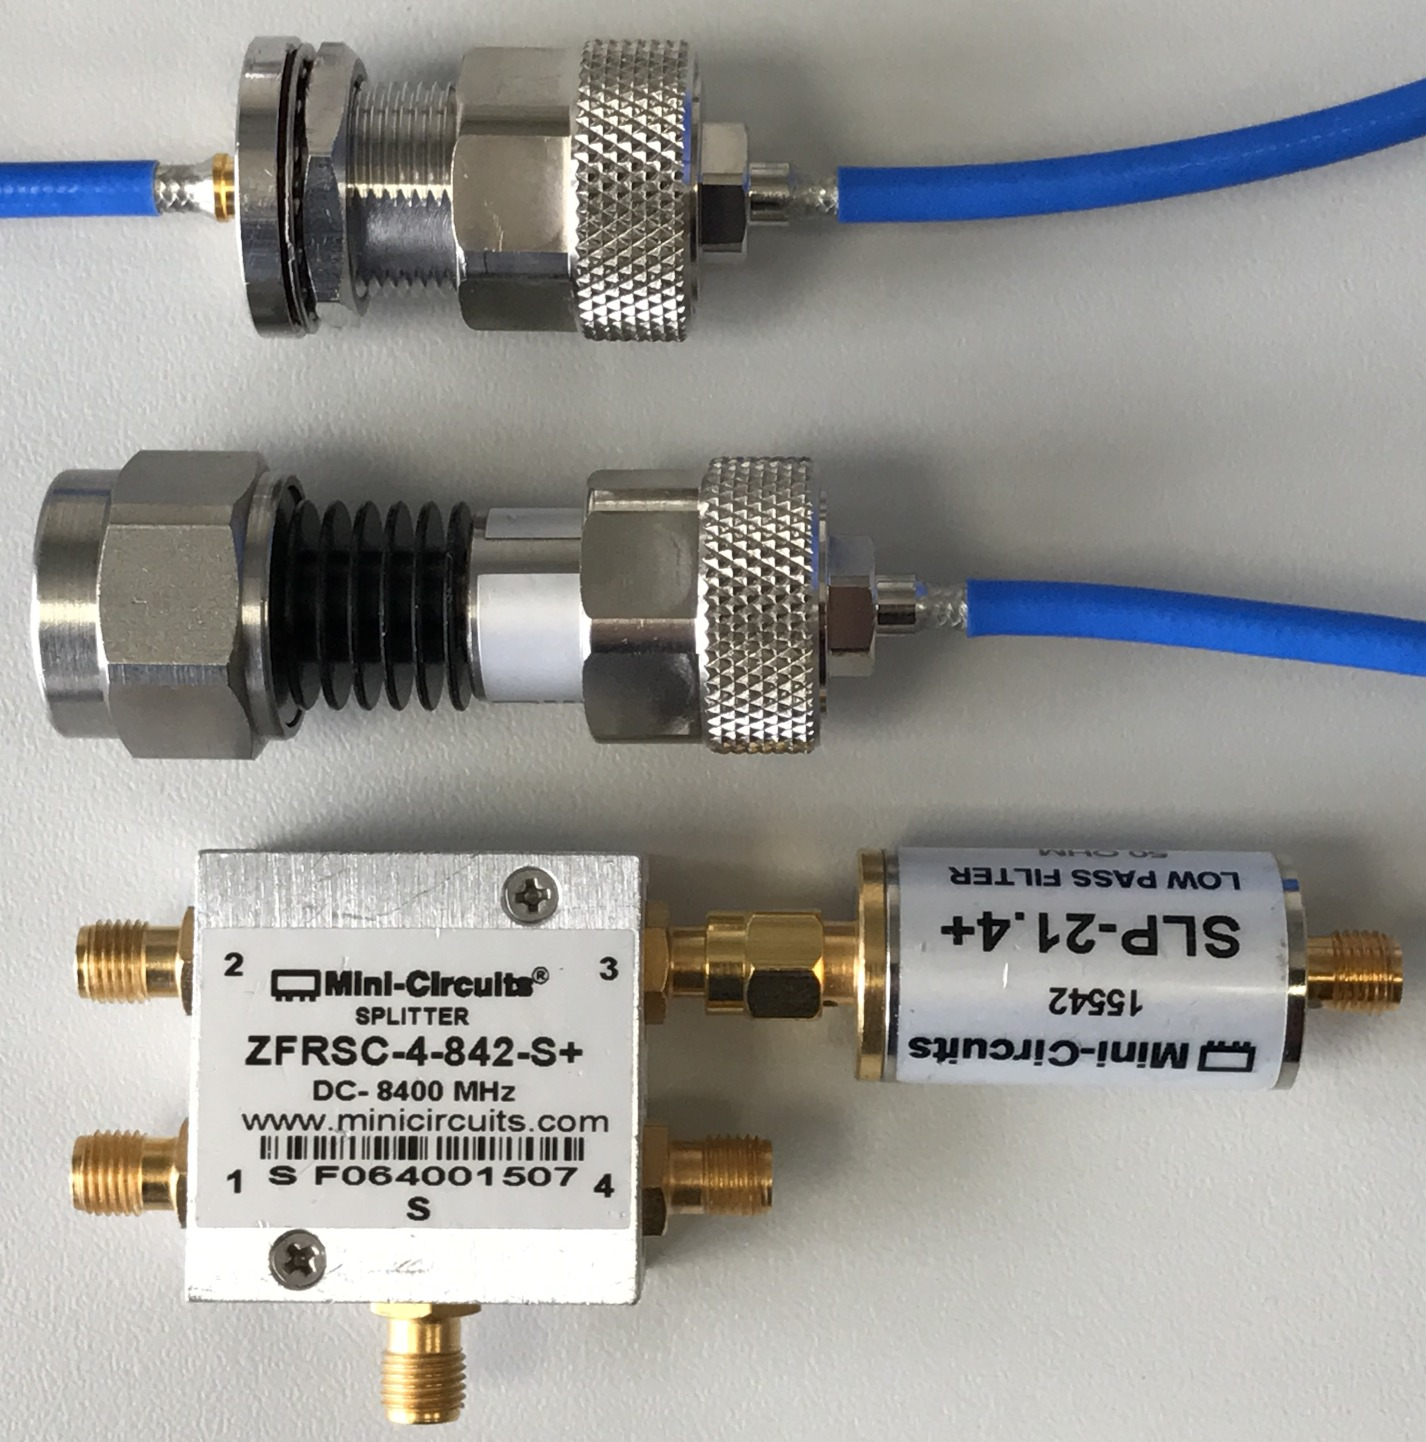 2
Mini-Circuits®
3
SPLITTER
ZFRSC-4-842-S+
DC- 8400 MHz
www.minicircuits.com
1
S F064001507
4
S
Mini-Circuits
15542
SLP-21.4+
LOW PASS FILTER
50 OHM